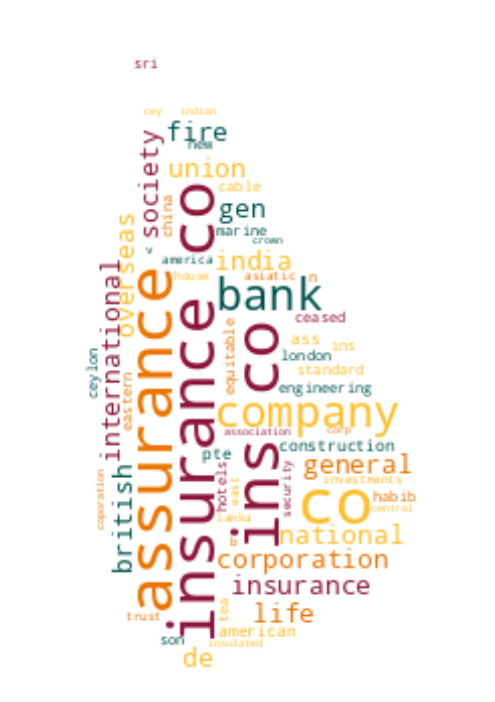 sri
cey indian
fire
new
society
union
china
cable
gen
overseas
marine
crown
v
america
india
house
asiatic n
insurance co
assurance co
international
bank
ceased
ins co
equitable
ass ins
london
ceylon
standard
eastern
engineering
company
association corp
construction
pte
general
british
hotels
security
investments
east
coporation
co
habib
central
lanka
national
b
corporation
insurance
trust
tea
life
american
son
insulated
de